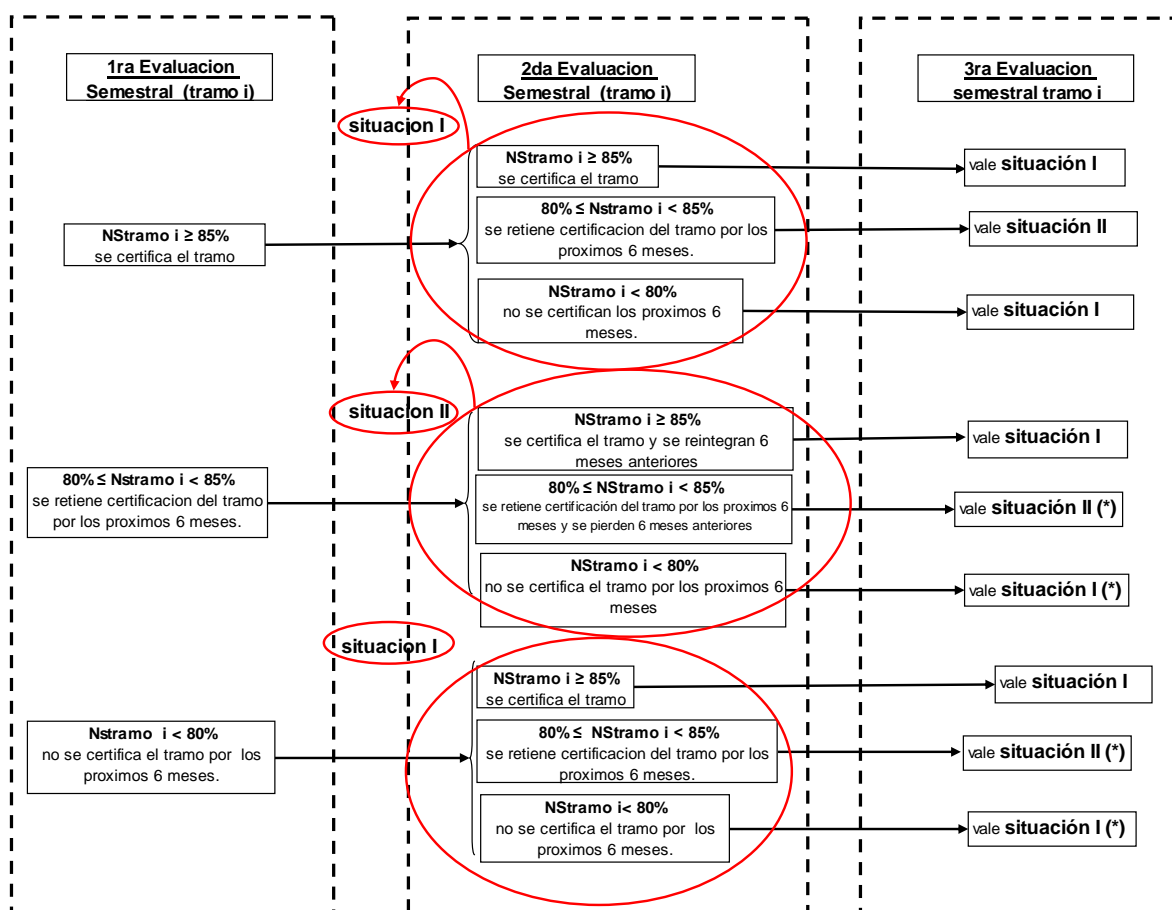 1ra Evaluacion
Semestral (tramo i)
2da Evaluacion
Semestral (tramo i)
3ra Evaluacion
semestral tramo i
situacion I
NStramo i ≥ 85%
se certifica el tramo
vale situación I
80% ≤ Nstramo i < 85%
se retiene certificacion del tramo por los
proximos 6 meses.
vale situación II
NStramo i ≥ 85%
se certifica el tramo
NStramo i < 80%
no se certifican los proximos 6
meses.
vale situación I
situacion II
NStramo i ≥ 85%
se certifica el tramo y se reintegran 6
meses anteriores
vale situación I
80% ≤ Nstramo i < 85%
se retiene certificacion del tramo
por los proximos 6 meses.
80% ≤ NStramo i < 85%
se retiene certificación del tramo por los proximos 6
meses y se pierden 6 meses anteriores
vale situación II (*)
NStramo i < 80%
no se certifica el tramo por los proximos 6
meses
vale situación I (*)
situacion I
NStramo i ≥ 85%
se certifica el tramo
vale situación I
Nstramo i < 80%
no se certifica el tramo por los
proximos 6 meses.
80% ≤ NStramo i < 85%
se retiene certificacion del tramo por los
proximos 6 meses.
vale situación II (*)
NStramo i< 80%
no se certifica el tramo por los
proximos 6 meses.
vale situación I (*)